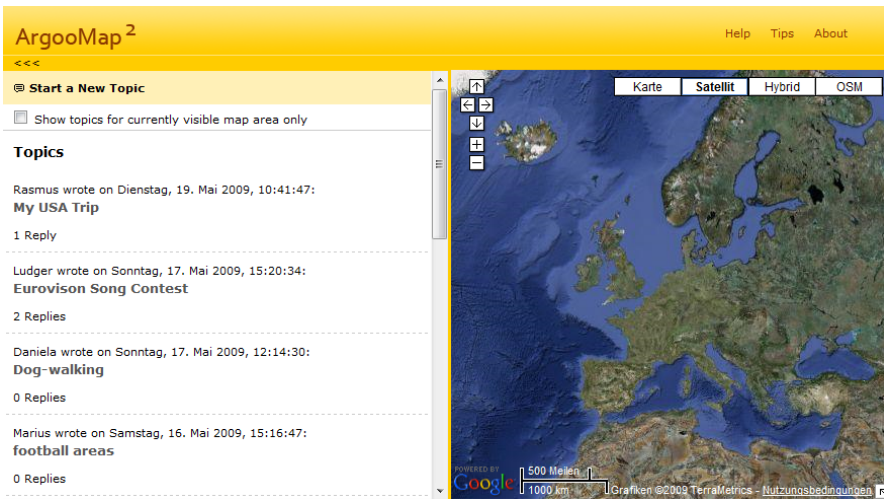 ArgooMap²
Help Tips About
<<<
Start a New Topic
Show topics for currently visible map area only
Topics
Rasmus wrote on Dienstag, 19. Mai 2009, 10:41:47:
My USA Trip
1 Reply
Ludger wrote on Sonntag, 17. Mai 2009, 15:20:34:
Eurovison Song Contest
2 Replies
Daniela wrote on Sonntag, 17. Mai 2009, 12:14:30:
Dog-walking
0 Replies
Marius wrote on Samstag, 16. Mai 2009, 15:16:47:
football areas
0 Replies
Karte Satellit Hybrid OSM
POWERED BY
Google
500 Meilen
1000 km
Grafiken ©2009 TerraMetrics - Nutzungsbedingungen